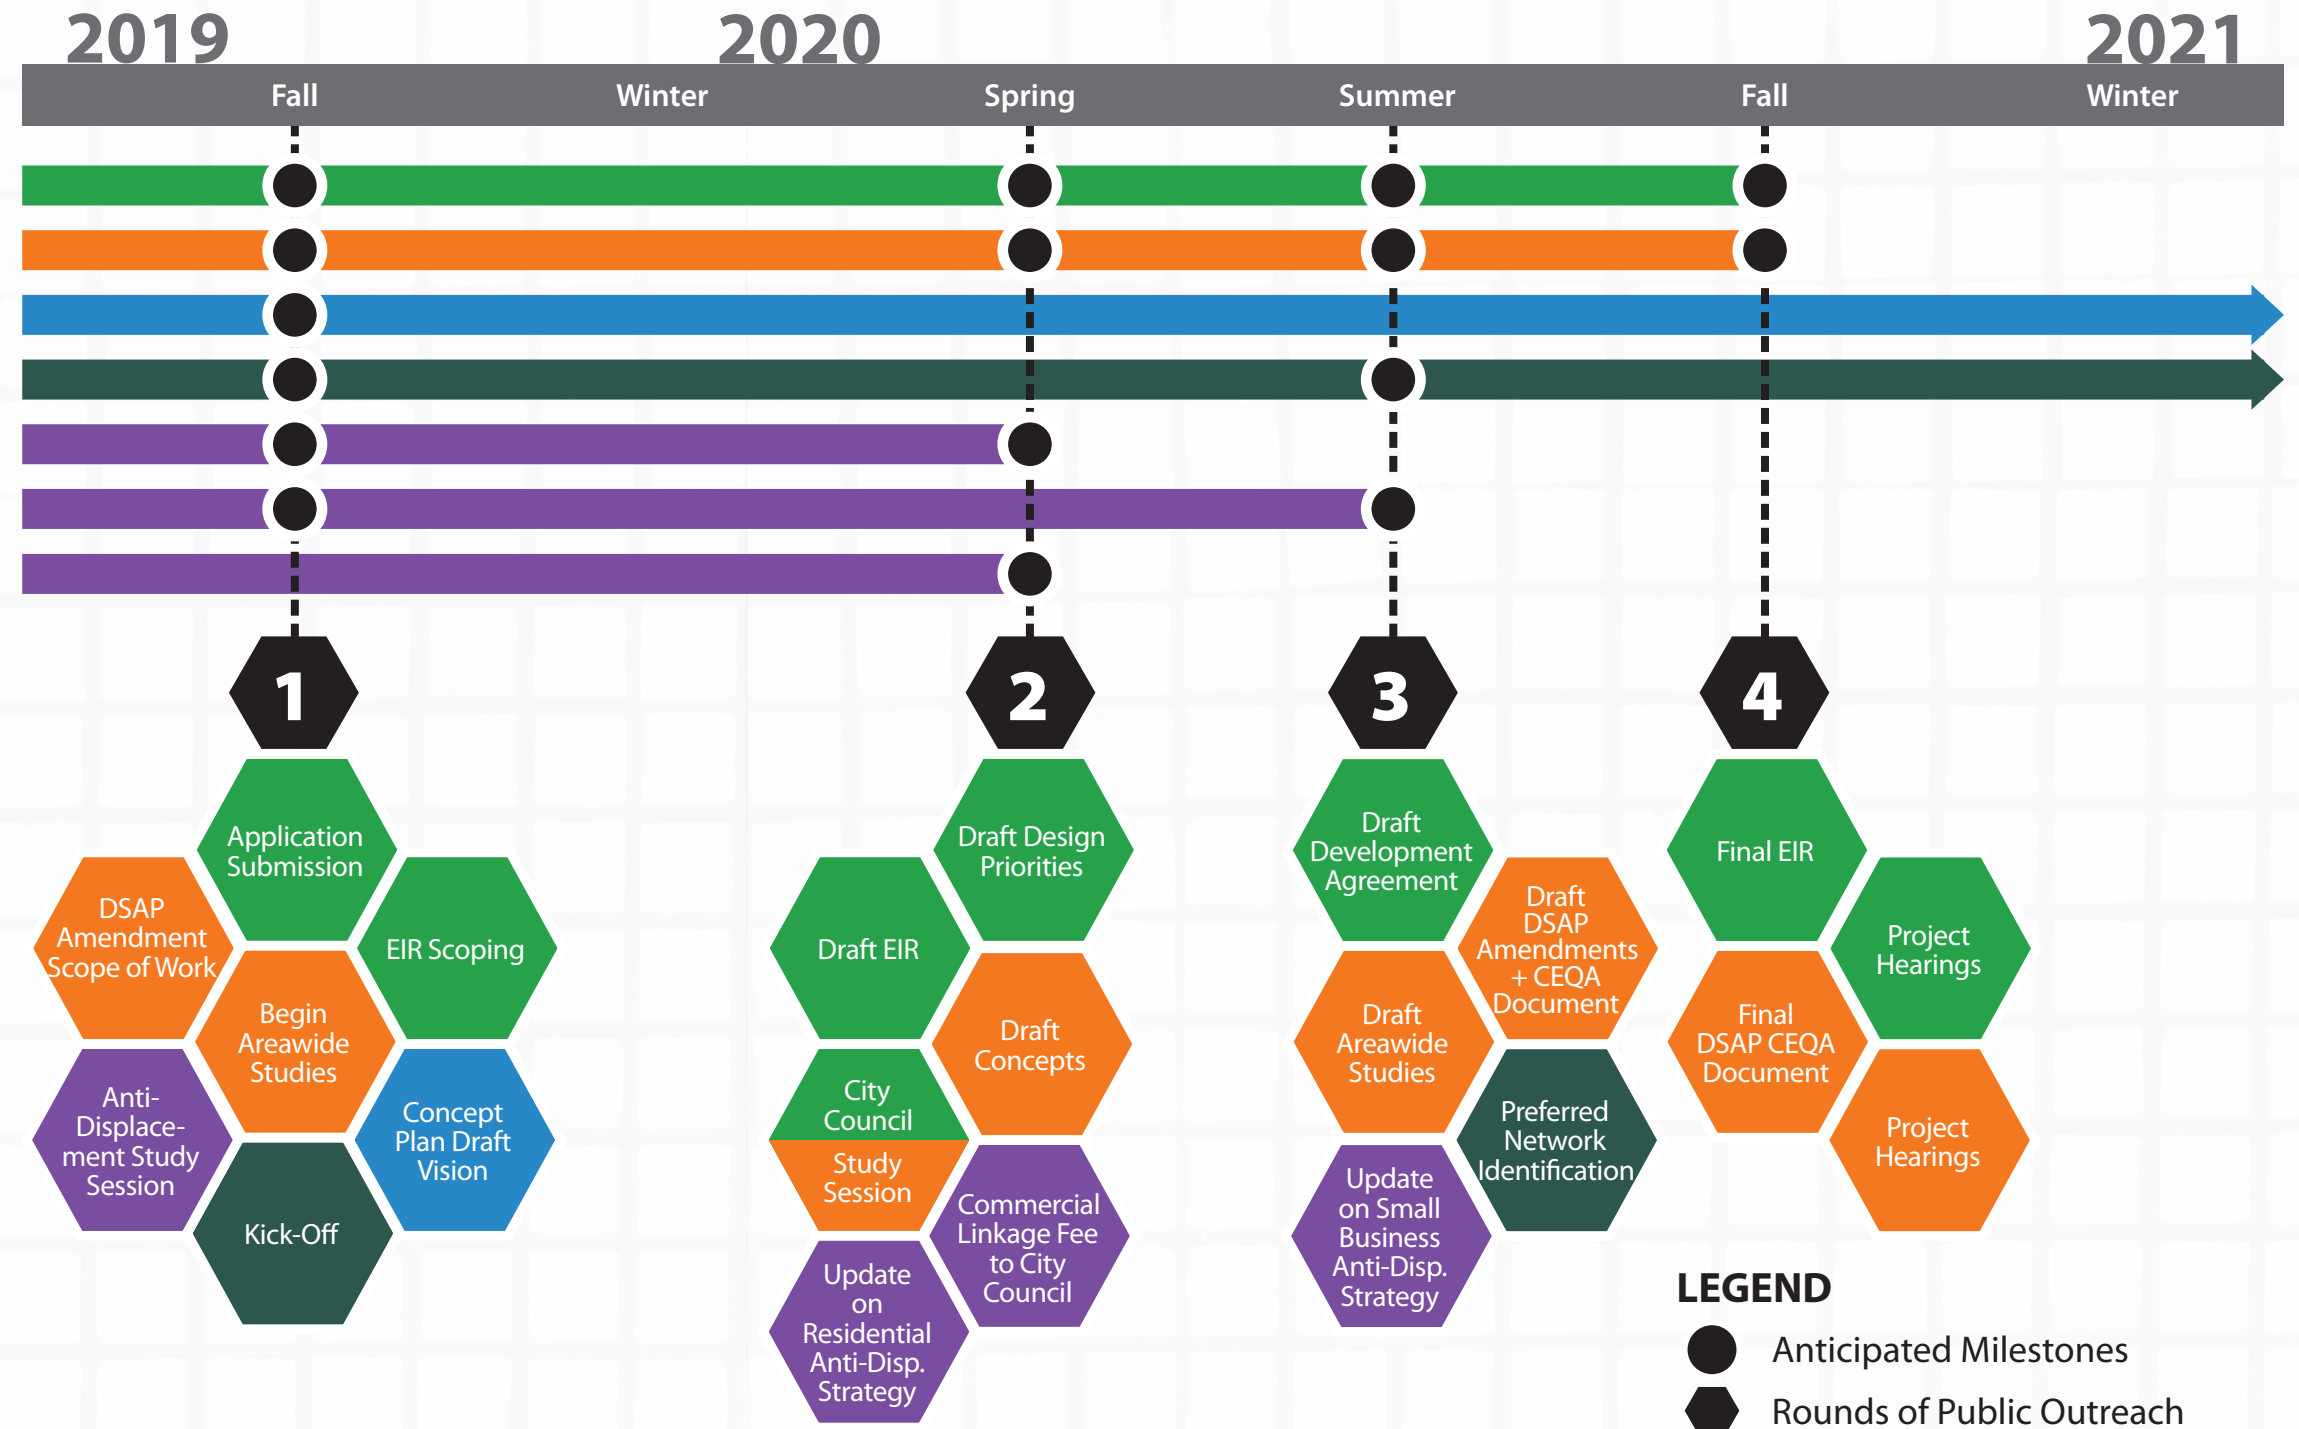 2019
2020
2021
Fall
Winter
Spring
Summer
Fall
Winter
1
Application
Submission
DSAP
Amendment
Scope of Work
EIR Scoping
Begin
Areawide
Studies
Anti-
Displace-
ment Study
Session
Concept
Plan Draft
Vision
Kick-Off
2
Draft Design
Priorities
Draft EIR
Draft
Concepts
City
Council
Study
Session
Commercial
Linkage Fee
to City
Council
Update
on
Residential
Anti-Disp.
Strategy
3
Draft
Development
Agreement
Draft
DSAP
Amendments
+ CEQA
Document
Draft
Areawide
Studies
Preferred
Network
Identification
Update
on Small
Business
Anti-Disp.
Strategy
4
Final EIR
Project
Hearings
Final
DSAP CEQA
Document
Project
Hearings
LEGEND
Anticipated Milestones
Rounds of Public Outreach